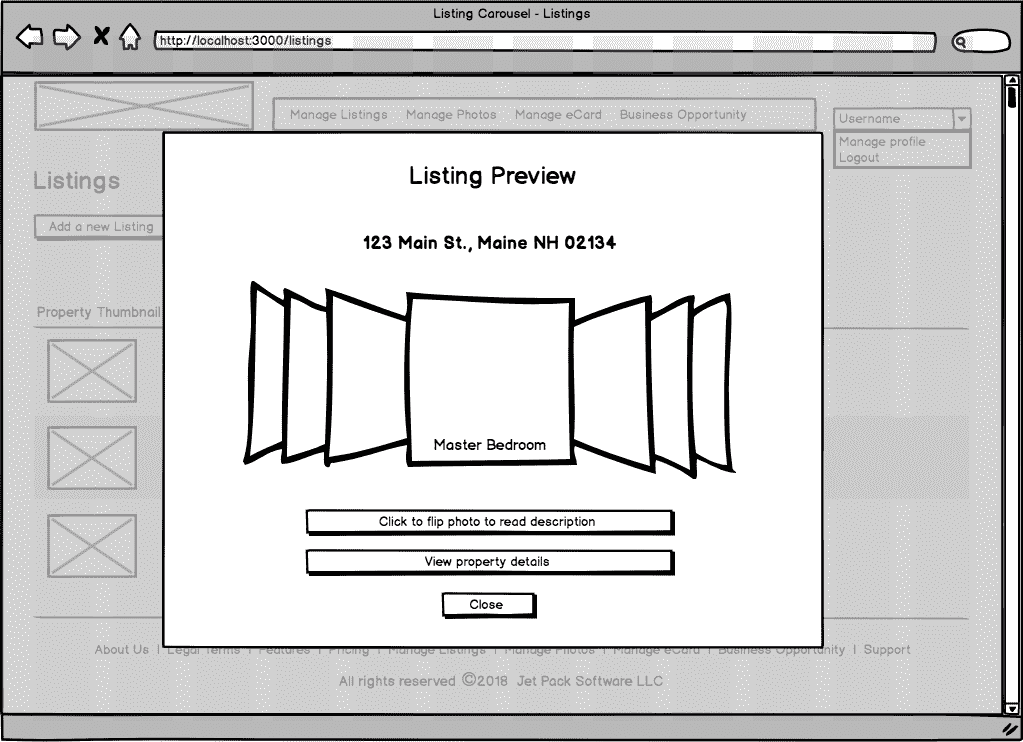 Listing Carousel - Listings
http://localhost:3000/listings
Manage Listings Manage Photos Manage eCard Business Opportunity
Username
Manage profile
Logout
Listings
Add a new Listing
Property Thumbnail
Listing Preview
123 Main St., Maine NH 02134
Master Bedroom
Click to flip photo to read description
View property details
Close
About Us | Legal Terms | Features | Pricing | Manage Listings | Manage Photos | Manage eCard | Business Opportunity | Support
All rights reserved ©2018 Jet Pack Software LLC